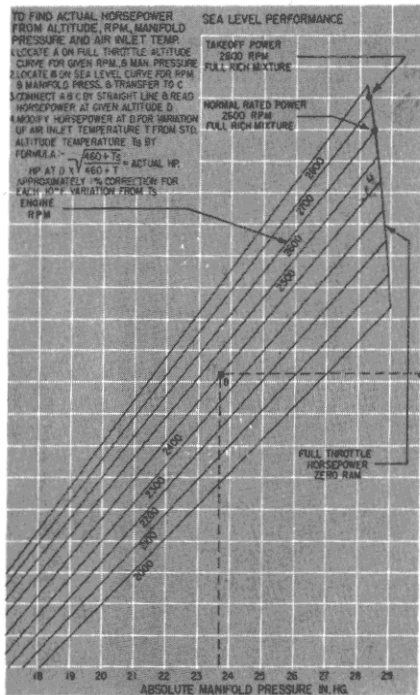 TO FIND ACTUAL HORSEPOWER
FROM ALTITUDE, RPM, MANIFOLD
PRESSURE AND AIR INLET TEMP.
1. LOCATE A ON FULL THROTTLE ALTITUDE
CURVE FOR GIVEN RPM & MAN. PRESSURE
2. LOCATE B ON SEA LEVEL CURVE FOR RPM
& MANIFOLD PRESS. & TRANSFER TO C
3. CONNECT A & C BY STRAIGHT LINE & READ
HORSEPOWER AT GIVEN ALTITUDE D
4. MODIFY HORSEPOWER AT D FOR VARIATION
OF AIR INLET TEMPERATURE T FROM STD.
ALTITUDE TEMPERATURE Ts BY
FORMULA:-
HP AT D X √460 + Ts / 460 + T = ACTUAL HP.
APPROXIMATELY 1% CORRECTION FOR
EACH 10°F VARIATION FROM Ts
ENGINE
RPM
SEA LEVEL PERFORMANCE
TAKEOFF POWER
2800 RPM
FULL RICH MIXTURE
NORMAL RATED POWER
2600 RPM
FULL RICH MIXTURE
2800
2700
2600
2500
B
2400
2300
2200
2100
2000
FULL THROTTLE
HORSEPOWER
ZERO RAM
18 19 20 21 22 23 24 25 26 27 28 29
ABSOLUTE MANIFOLD PRESSURE IN. HG.